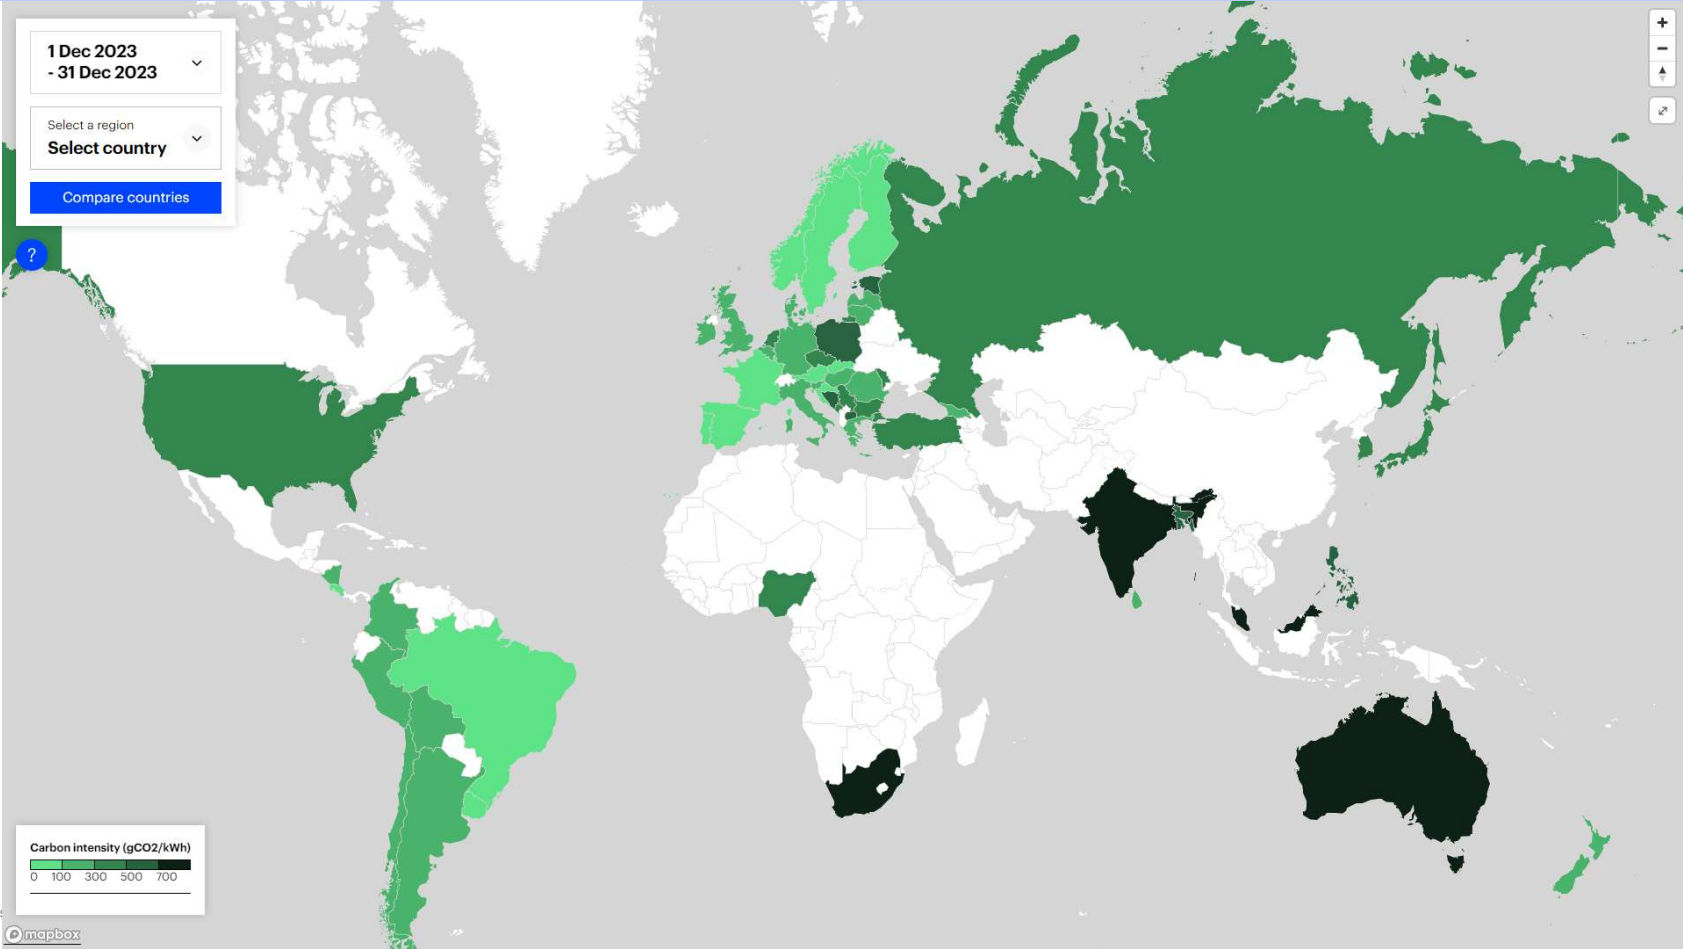 1 Dec 2023
- 31 Dec 2023
Select a region
Select country
Compare countries
?
Carbon intensity (gCO2/kWh)
0 100 300 500 700
mapbox